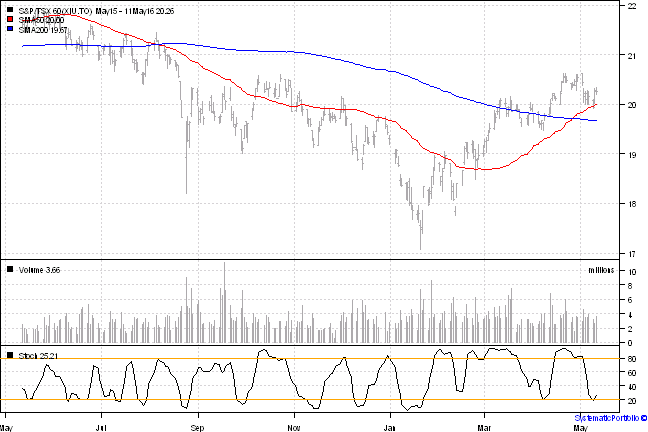 S&P/TSX 60(XIU.TO) May15 - 11May16 20.26
SMA50 20.00
SMA200 19.67
22
21
20
19
18
17
Volume 3.66
millions
10
8
6
4
2
0
Stoch 25.21
80
60
40
20
May Jul Sep Nov Jan Mar May
SystematicPortfolio ©